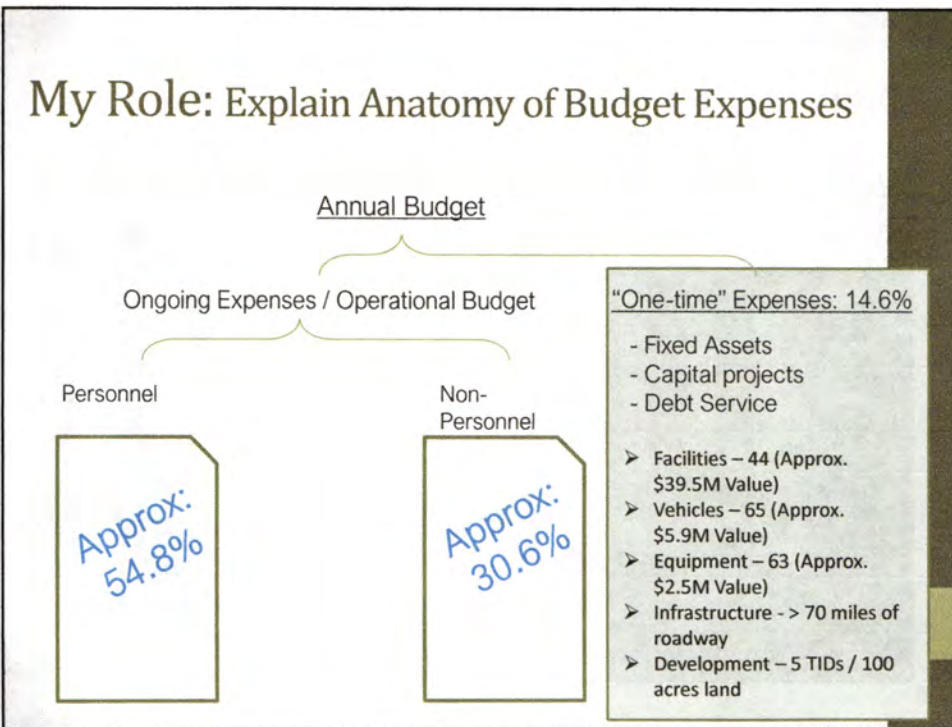 My Role: Explain Anatomy of Budget Expenses
Annual Budget
Ongoing Expenses / Operational Budget
Personnel
Approx:
54.8%
Non-
Personnel
Approx:
30.6%
"One-time" Expenses: 14.6%
- Fixed Assets
- Capital projects
- Debt Service
➤ Facilities – 44 (Approx.
$39.5M Value)
➤ Vehicles – 65 (Approx.
$5.9M Value)
➤ Equipment – 63 (Approx.
$2.5M Value)
➤ Infrastructure - > 70 miles of
roadway
➤ Development – 5 TIDs / 100
acres land